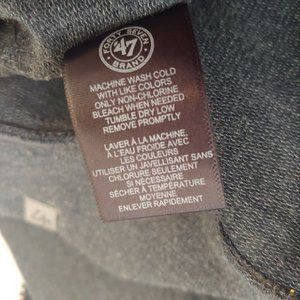 FORTY SEVEN
47
BRAND
MACHINE WASH COLD
WITH LIKE COLORS
ONLY NON-CHLORINE
BLEACH WHEN NEEDED
TUMBLE DRY LOW
REMOVE PROMPTLY
LAVER À LA MACHINE.
À L'EAU FROIDE AVEC
LES COULEURS
UTILISER UN JAVELLISANT SANS
CHLORURE SEULEMENT
SI NÉCESSAIRE
SÉCHER À TEMPÉRATURE
MOYENNE
ENLEVER RAPIDEMENT